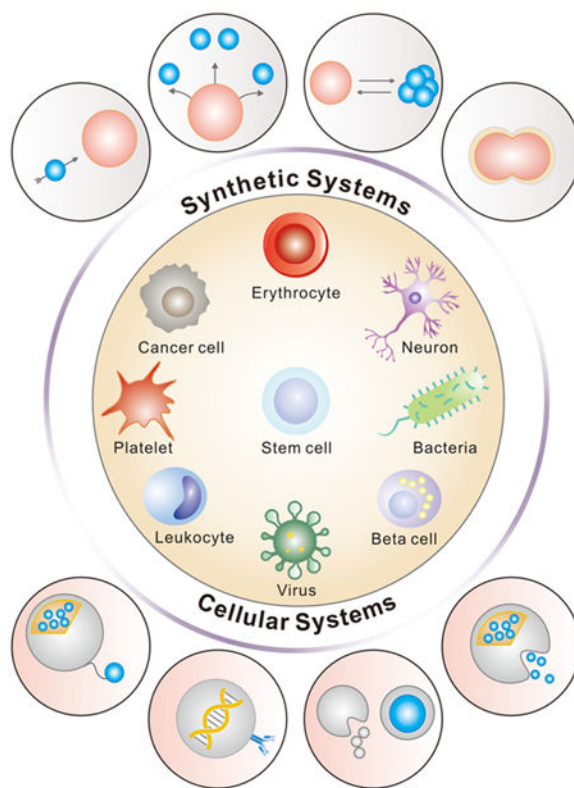 Synthetic Systems
Erythrocyte
Cancer cell
Neuron
Platelet
Stem cell
Bacteria
Leukocyte
Beta cell
Virus
Cellular Systems